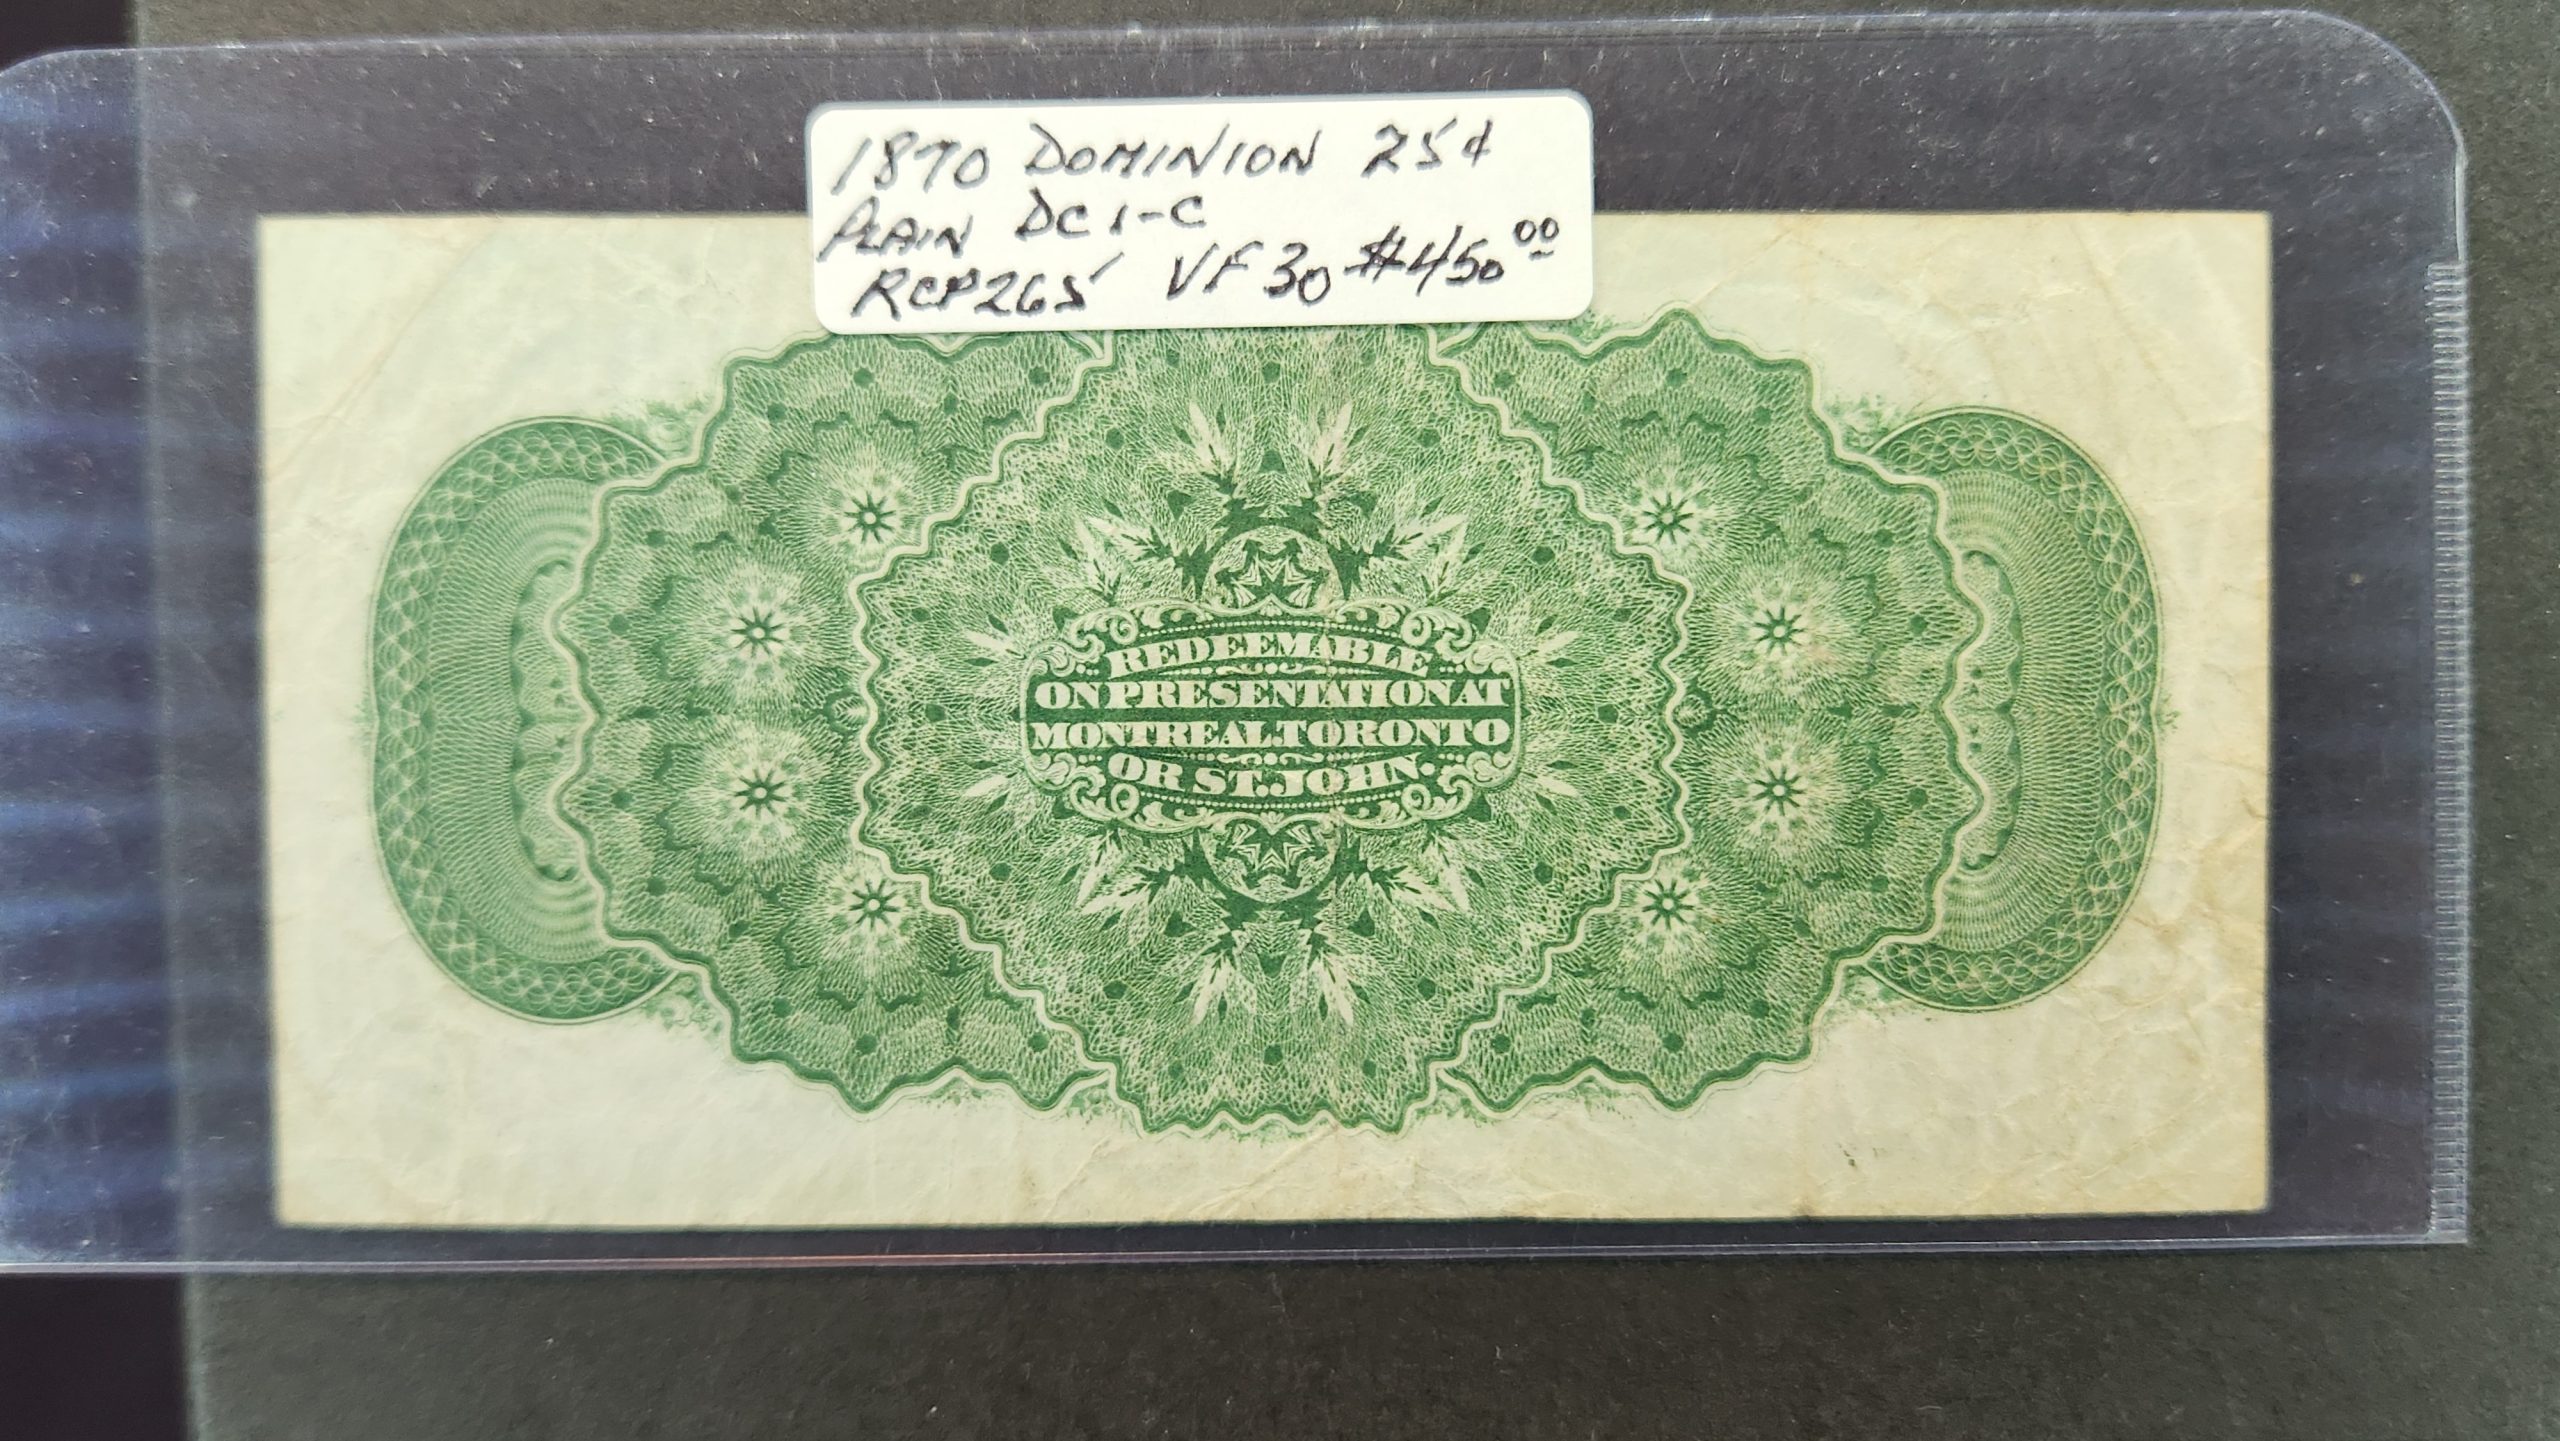 1870 DOMINION 25¢
PLAIN DC1-C
RCP265 VF30 $450.00
REDEEMABLE
ON PRESENTATION AT
MONTREAL.TORONTO
OR ST.JOHN.